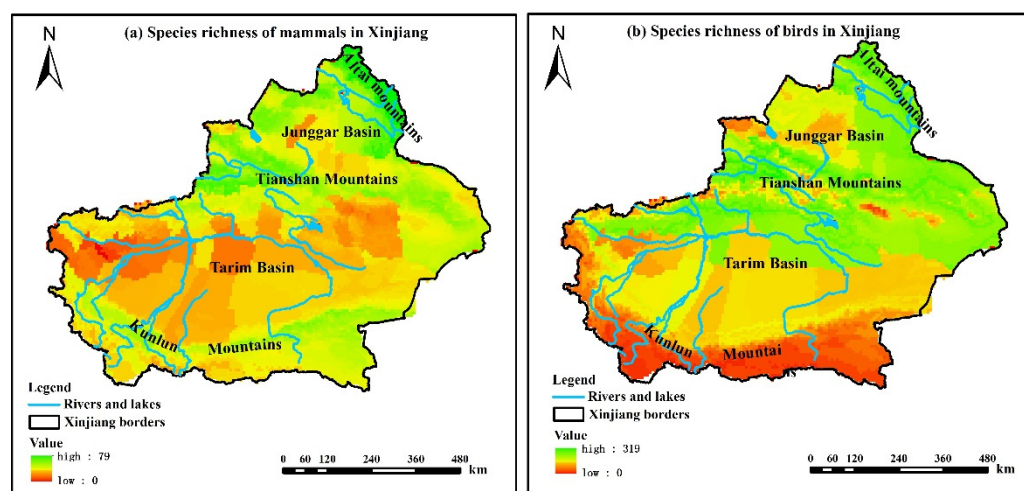 (a) Species richness of mammals in Xinjiang
N
Altai mountains
Junggar Basin
Tianshan Mountains
Tarim Basin
Kunlun
Mountains
Legend
Rivers and lakes
Xinjiang borders
Value
high : 79
low : 0
0 60 120 240 360 480
km
(b) Species richness of birds in Xinjiang
N
Altai mountains
Junggar Basin
Tianshan Mountains
Tarim Basin
Kunlun
Mountai
ns
Legend
Rivers and lakes
Xinjiang borders
Value
high : 319
low : 0
0 60 120 240 360 480
km